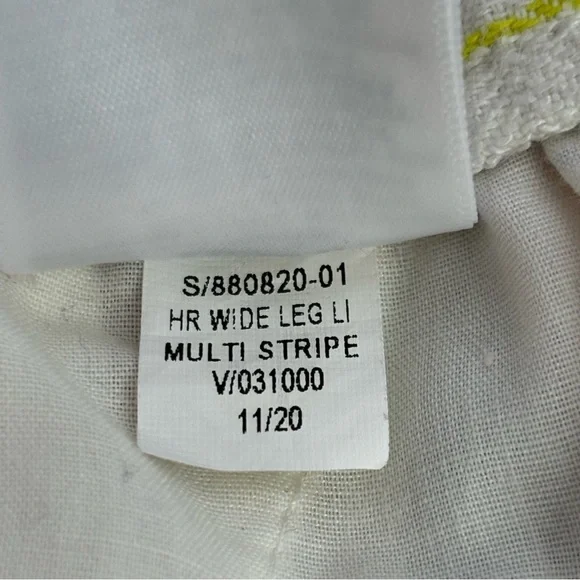 S/880820-01
HR WIDE LEG LI
MULTI STRIPE
V/031000
11/20